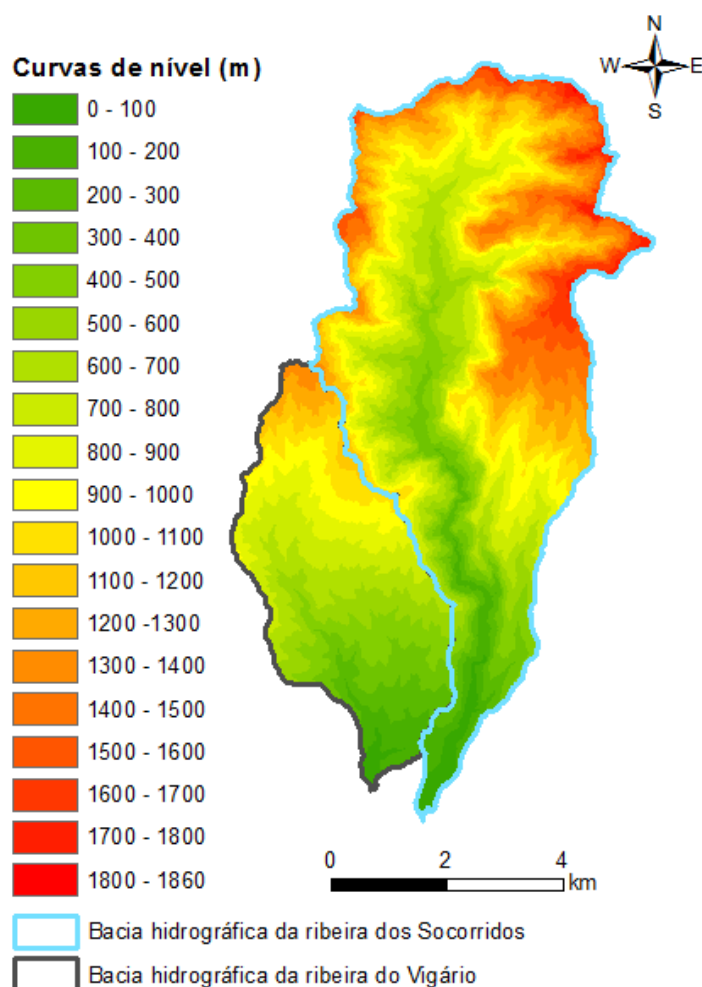 N
W E
S
Curvas de nível (m)
0 - 100
100 - 200
200 - 300
300 - 400
400 - 500
500 - 600
600 - 700
700 - 800
800 - 900
900 - 1000
1000 - 1100
1100 - 1200
1200 -1300
1300 - 1400
1400 - 1500
1500 - 1600
1600 - 1700
1700 - 1800
1800 - 1860
0 2 4
km
Bacia hidrográfica da ribeira dos Socorridos
Bacia hidrográfica da ribeira do Vigário